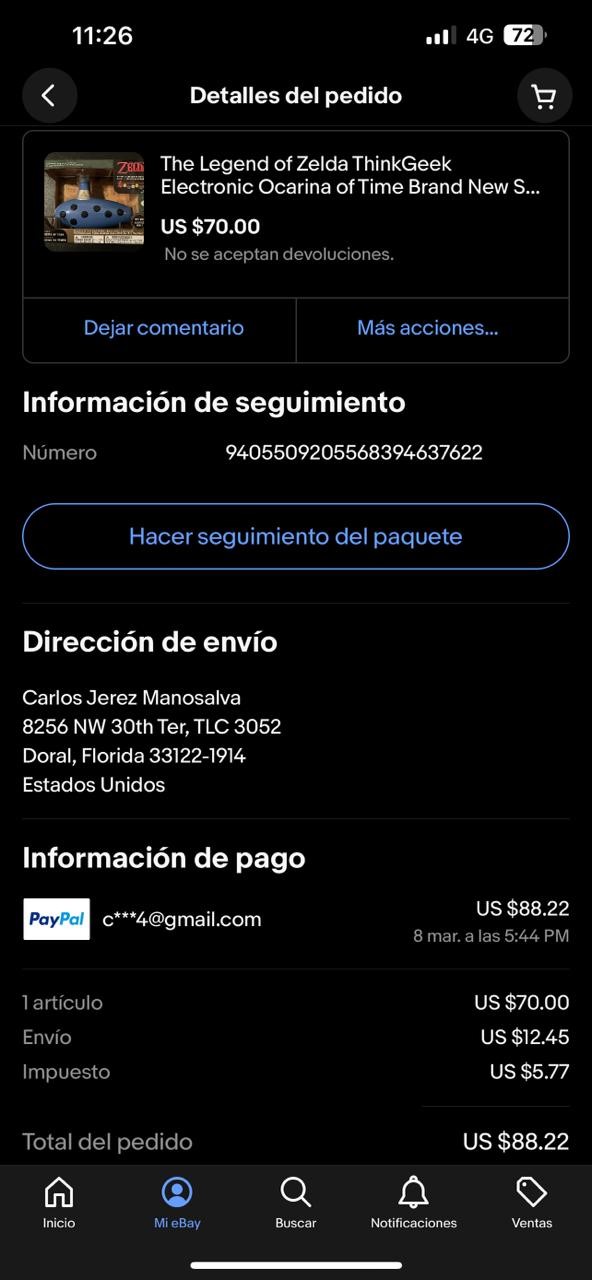 11:26
4G
72
Detalles del pedido
The Legend of Zelda ThinkGeek
Electronic Ocarina of Time Brand New S...
US $70.00
No se aceptan devoluciones.
Dejar comentario
Más acciones...
Información de seguimiento
Número
9405509205568394637622
Hacer seguimiento del paquete
Dirección de envío
Carlos Jerez Manosalva
8256 NW 30th Ter, TLC 3052
Doral, Florida 33122-1914
Estados Unidos
Información de pago
PayPal
c***4@gmail.com
US $88.22
8 mar. a las 5:44 PM
1 artículo
US $70.00
Envío
US $12.45
Impuesto
US $5.77
Total del pedido
US $88.22
Inicio
Mi eBay
Buscar
Notificaciones
Ventas